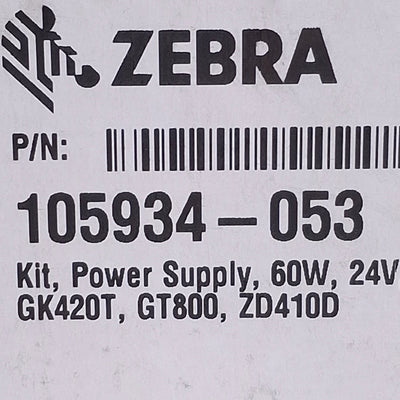 ZEBRA
P/N:
105934-053
Kit, Power Supply, 60W, 24V
GK420T, GT800, ZD410D